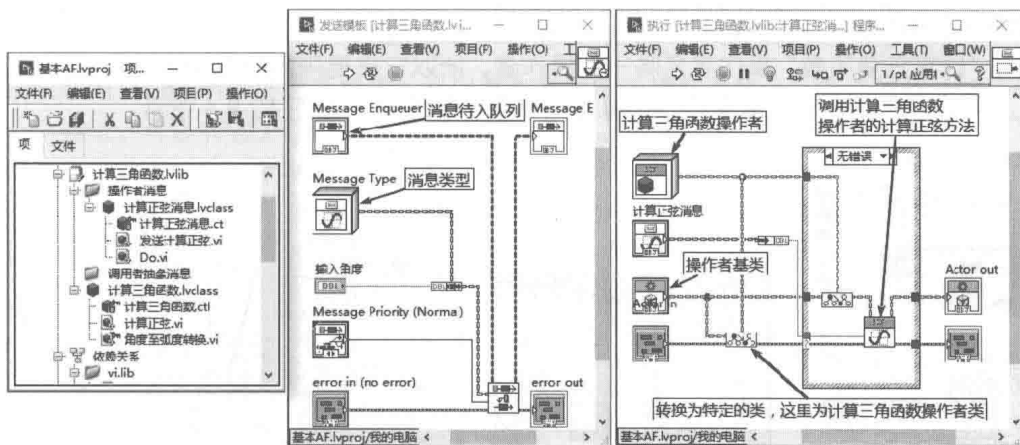 基本AF.lvproj 项...
文件(F) 编辑(E) 查看(V) 项目(P) 操作(O)
项 文件
计算三角函数.lvlib
操作者消息
计算正弦消息.lvclass
计算正弦消息.ct
发送计算正弦.vi
Do.vi
调用者抽象消息
计算三角函数.lvclass
计算三角函数.ctl
计算正弦.vi
角度至弧度转换.vi
依赖关系
vi.lib
发送模板 [计算三角函数.lvli...
文件(F) 编辑(E) 查看(V) 项目(P) 操作(O) 工
Message Enqueuer
消息待入队列
Message E
Message Type
消息类型
输入角度
DBL
Message Priority (Norma)
error in (no error)
error out
基本AF.lvproj/我的电脑
执行 [计算三角函数.lvlib:计算正弦消...] 程序...
文件(F) 编辑(E) 查看(V) 项目(P) 操作(O) 工具(T) 窗口(W)
1/pt 应用
调用计算三角函数
操作者的计算正弦方法
计算三角函数操作者
无错误
计算正弦消息
操作者基类
Actor in
Actor out
转换为特定的类，这里为计算三角函数操作者类
基本AF.lvproj/我的电脑